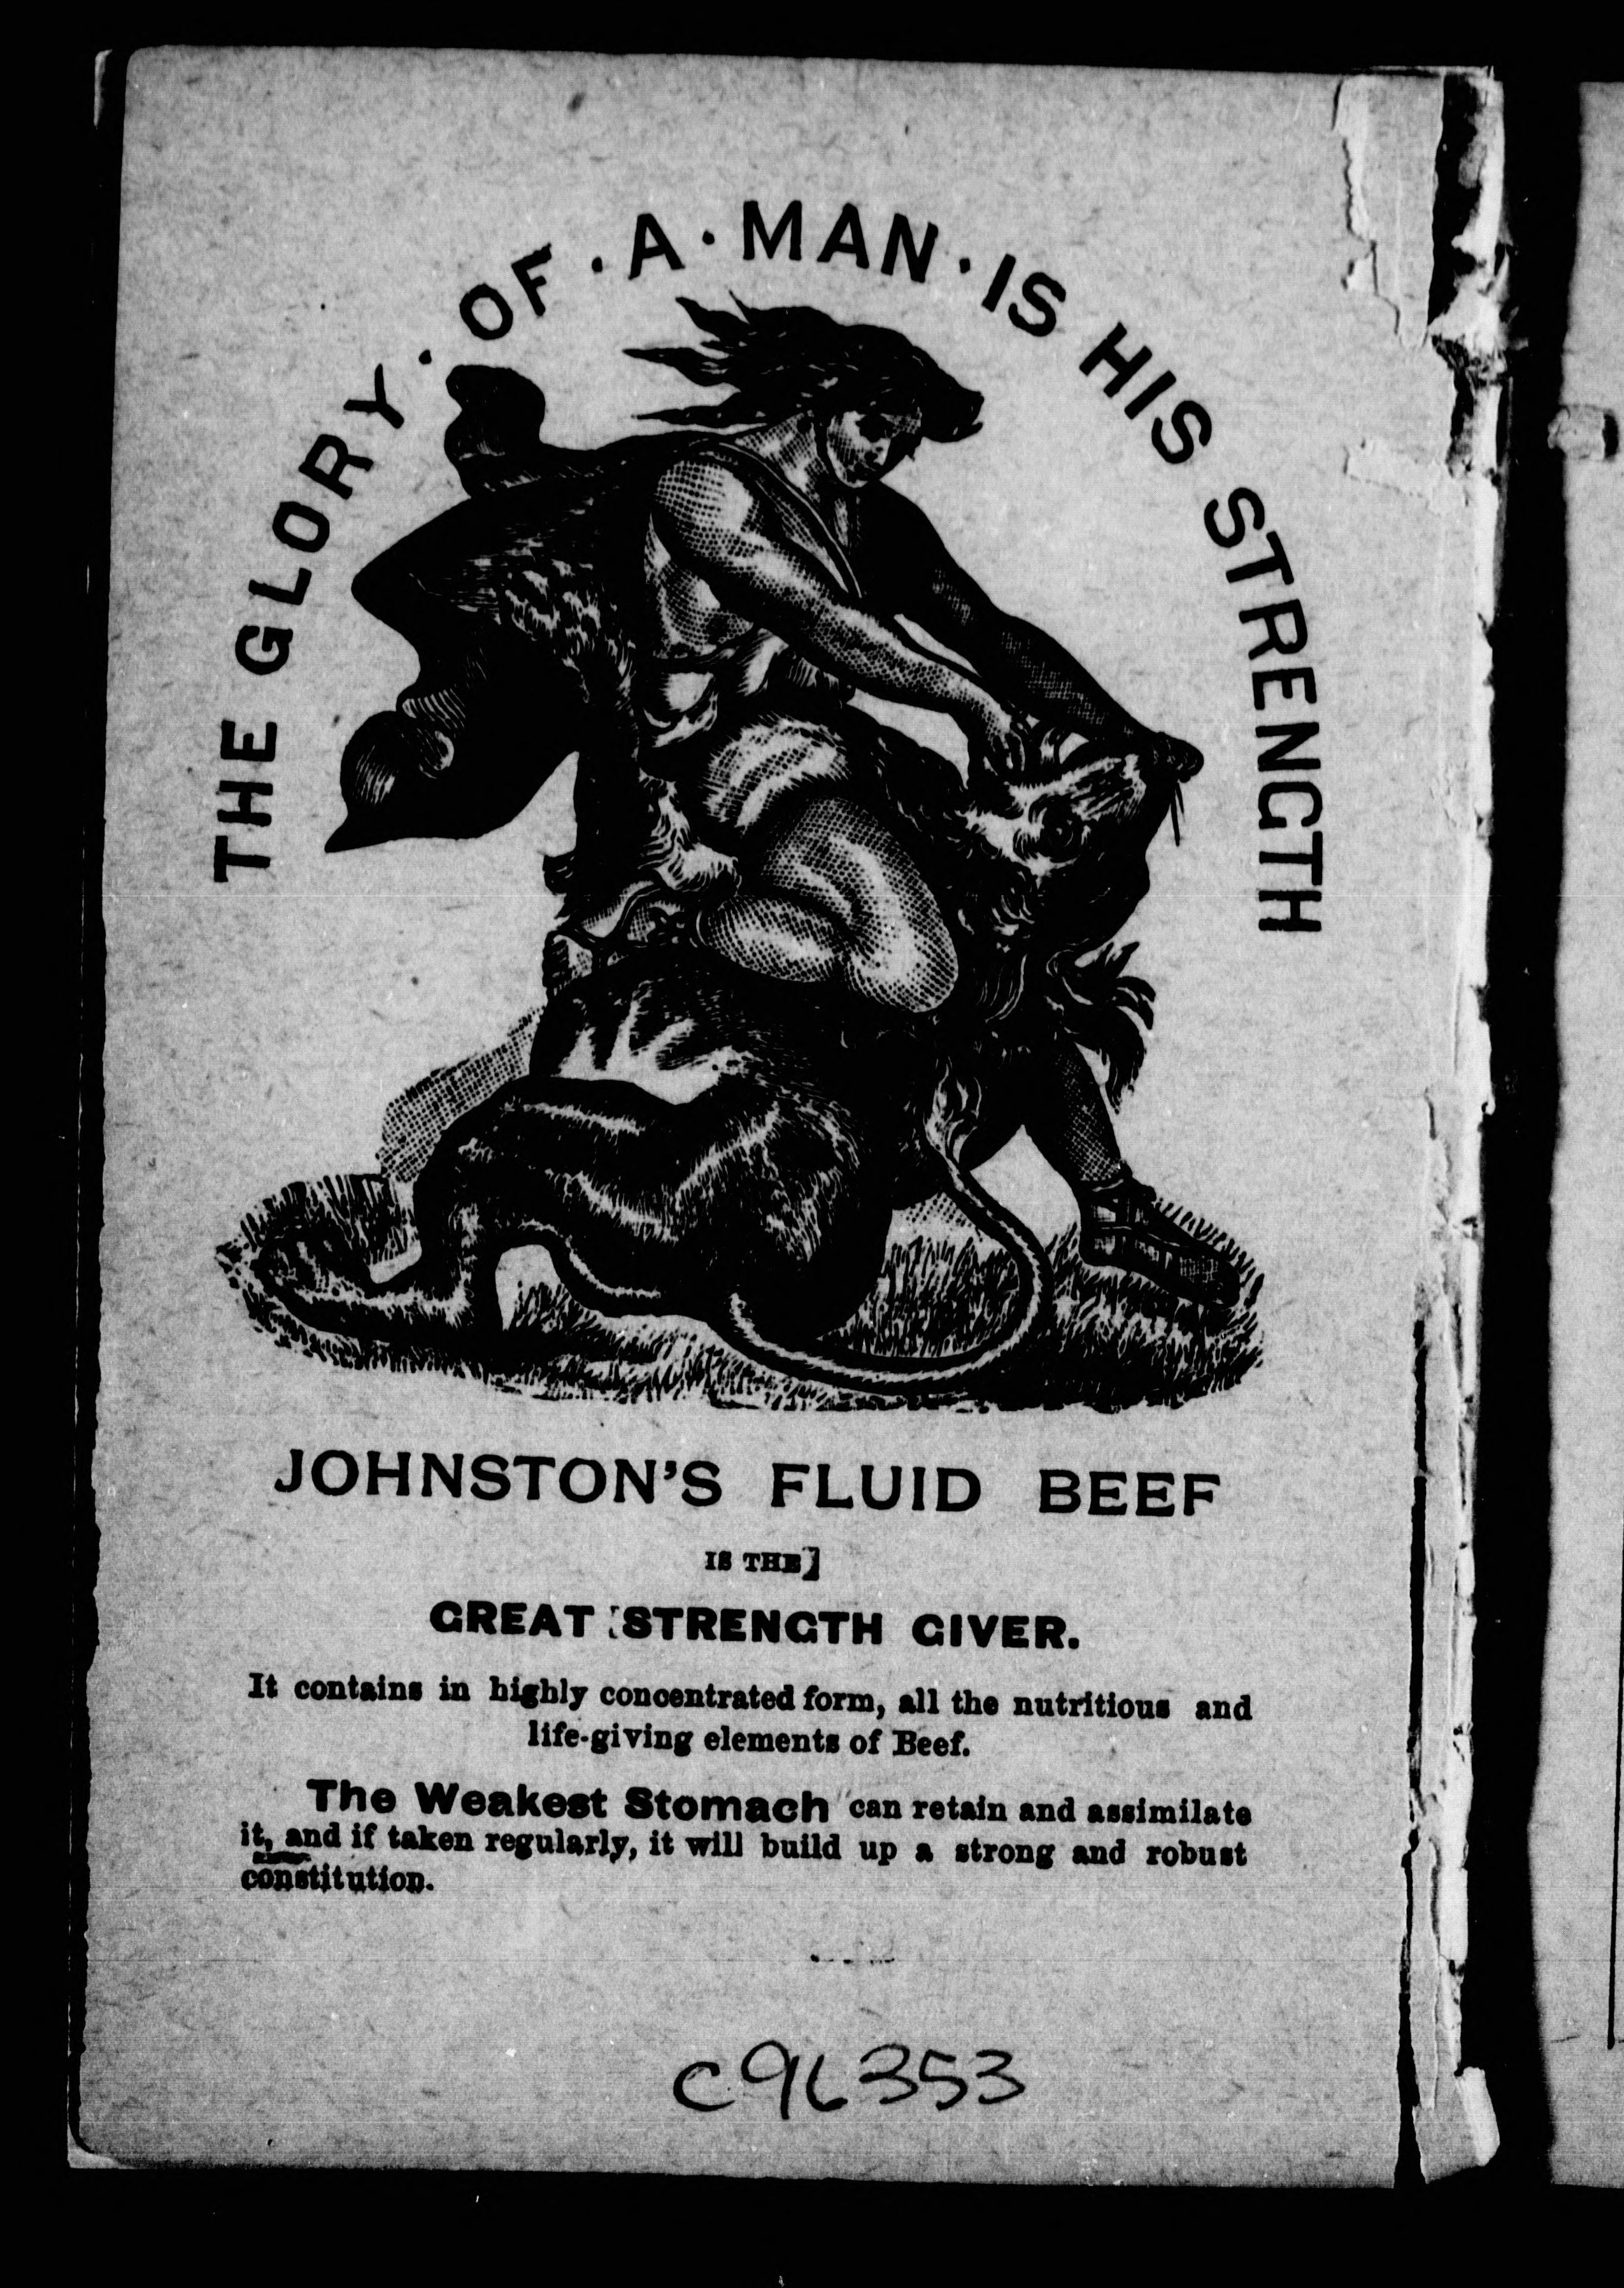 THE GLORY · OF · A · MAN · IS HIS STRENGTH
JOHNSTON'S FLUID BEEF
IS THE]
GREAT STRENGTH GIVER.
It contains in highly concentrated form, all the nutritious and
life-giving elements of Beef.
The Weakest Stomach can retain and assimilate
it, and if taken regularly, it will build up a strong and robust
constitution.
C96353